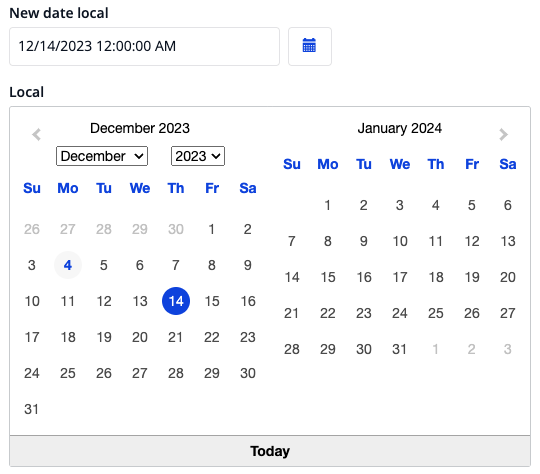 New date local
12/14/2023 12:00:00 AM
Local
December 2023
December 2023
Su Mo Tu We Th Fr Sa
26 27 28 29 30 1 2
3 4 5 6 7 8 9
10 11 12 13 14 15 16
17 18 19 20 21 22 23
24 25 26 27 28 29 30
31
January 2024
Su Mo Tu We Th Fr Sa
1 2 3 4 5 6
7 8 9 10 11 12 13
14 15 16 17 18 19 20
21 22 23 24 25 26 27
28 29 30 31 1 2 3
Today